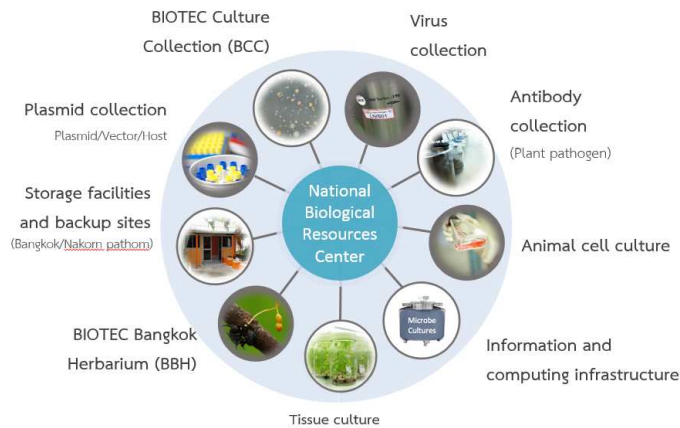 BIOTEC Culture
Collection (BCC)
Virus
collection
Plasmid collection
Plasmid/Vector/Host
Antibody
collection
(Plant pathogen)
Storage facilities
and backup sites
(Bangkok/Nakorn pathom)
National
Biological
Resources
Center
Animal cell culture
BIOTEC Bangkok
Herbarium (BBH)
Microbe
Cultures
Information and
computing infrastructure
Tissue culture